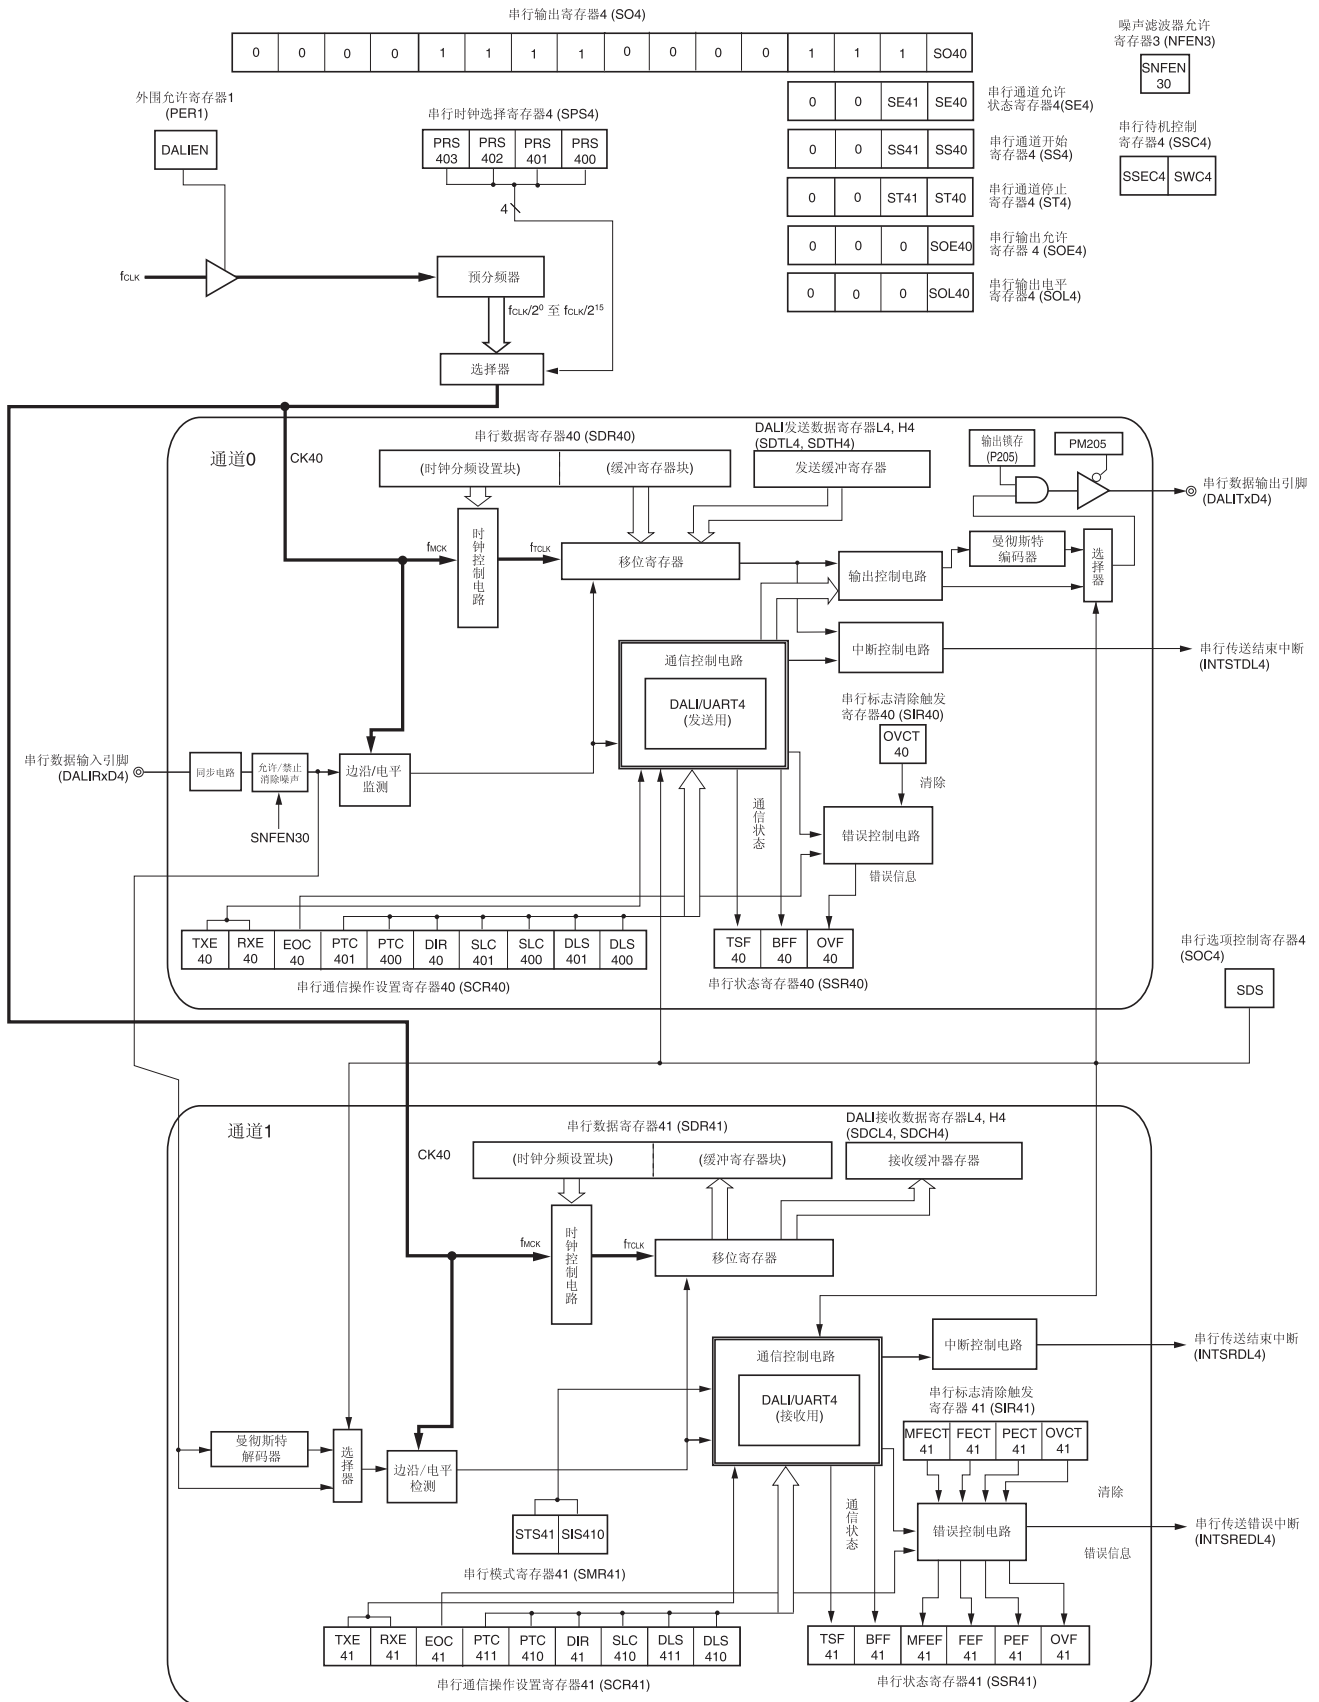 串行输出寄存器4 (SO4)
0 0 0 0 1 1 1 1 0 0 0 0 1 1 1 SO40
噪声滤波器允许
寄存器3 (NFEN3)
SNFEN
30
外围允许寄存器1
(PER1)
DALIEN
串行时钟选择寄存器4 (SPS4)
PRS
403
PRS
402
PRS
401
PRS
400
4
0 0 SE41 SE40
串行通道允许
状态寄存器4(SE4)
0 0 SS41 SS40
串行通道开始
寄存器4 (SS4)
0 0 ST41 ST40
串行通道停止
寄存器4 (ST4)
0 0 0 SOE40
串行输出允许
寄存器 4 (SOE4)
0 0 0 SOL40
串行输出电平
寄存器4 (SOL4)
串行待机控制
寄存器4 (SSC4)
SSEC4 SWC4
fCLK
预分频器
fCLK/2⁰ 至 fCLK/2¹⁵
选择器
通道0
CK40
串行数据寄存器40 (SDR40)
(时钟分频设置块) (缓冲寄存器块)
DALI发送数据寄存器L4, H4
(SDTL4, SDTH4)
发送缓冲寄存器
输出锁存
(P205)
PM205
串行数据输出引脚
(DALITxD4)
fMCK
时钟控制电路
fTCLK
移位寄存器
输出控制电路
曼彻斯特
编码器
选择器
通信控制电路
DALI/UART4
(发送用)
中断控制电路
串行传送结束中断
(INTSTDL4)
串行标志清除触发
寄存器40 (SIR40)
OVCT
40
清除
串行数据输入引脚
(DALIRxD4)
同步电路
允许/禁止
消除噪声
SNFEN30
边沿/电平
监测
通信状态
错误控制电路
错误信息
TXE
40
RXE
40
EOC
40
PTC
401
PTC
400
DIR
40
SLC
401
SLC
400
DLS
401
DLS
400
串行通信操作设置寄存器40 (SCR40)
TSF
40
BFF
40
OVF
40
串行状态寄存器40 (SSR40)
串行选项控制寄存器4
(SOC4)
SDS
通道1
CK40
串行数据寄存器41 (SDR41)
(时钟分频设置块) (缓冲寄存器块)
DALI接收数据寄存器L4, H4
(SDCL4, SDCH4)
接收缓冲器存器
fMCK
时钟控制电路
fTCLK
移位寄存器
通信控制电路
DALI/UART4
(接收用)
中断控制电路
串行传送结束中断
(INTSRDL4)
串行标志清除触发
寄存器 41 (SIR41)
MFECT
41
FECT
41
PECT
41
OVCT
41
清除
曼彻斯特
解码器
选择器
边沿/电平
检测
STS41 SIS410
串行模式寄存器41 (SMR41)
通信状态
错误控制电路
串行传送错误中断
(INTSREDL4)
错误信息
TXE
41
RXE
41
EOC
41
PTC
411
PTC
410
DIR
41
SLC
410
DLS
411
DLS
410
串行通信操作设置寄存器41 (SCR41)
TSF
41
BFF
41
MFEF
41
FEF
41
PEF
41
OVF
41
串行状态寄存器41 (SSR41)